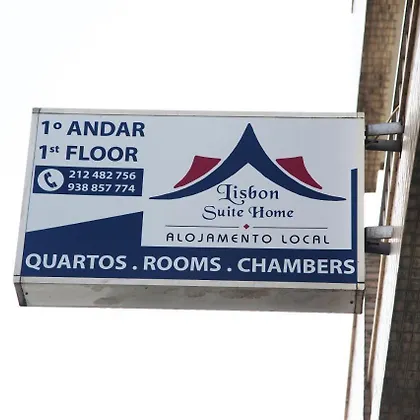 1º ANDAR
1st FLOOR
212 482 756
938 857 774
Lisbon
Suite Home
ALOJAMENTO LOCAL
QUARTOS . ROOMS . CHAMBERS